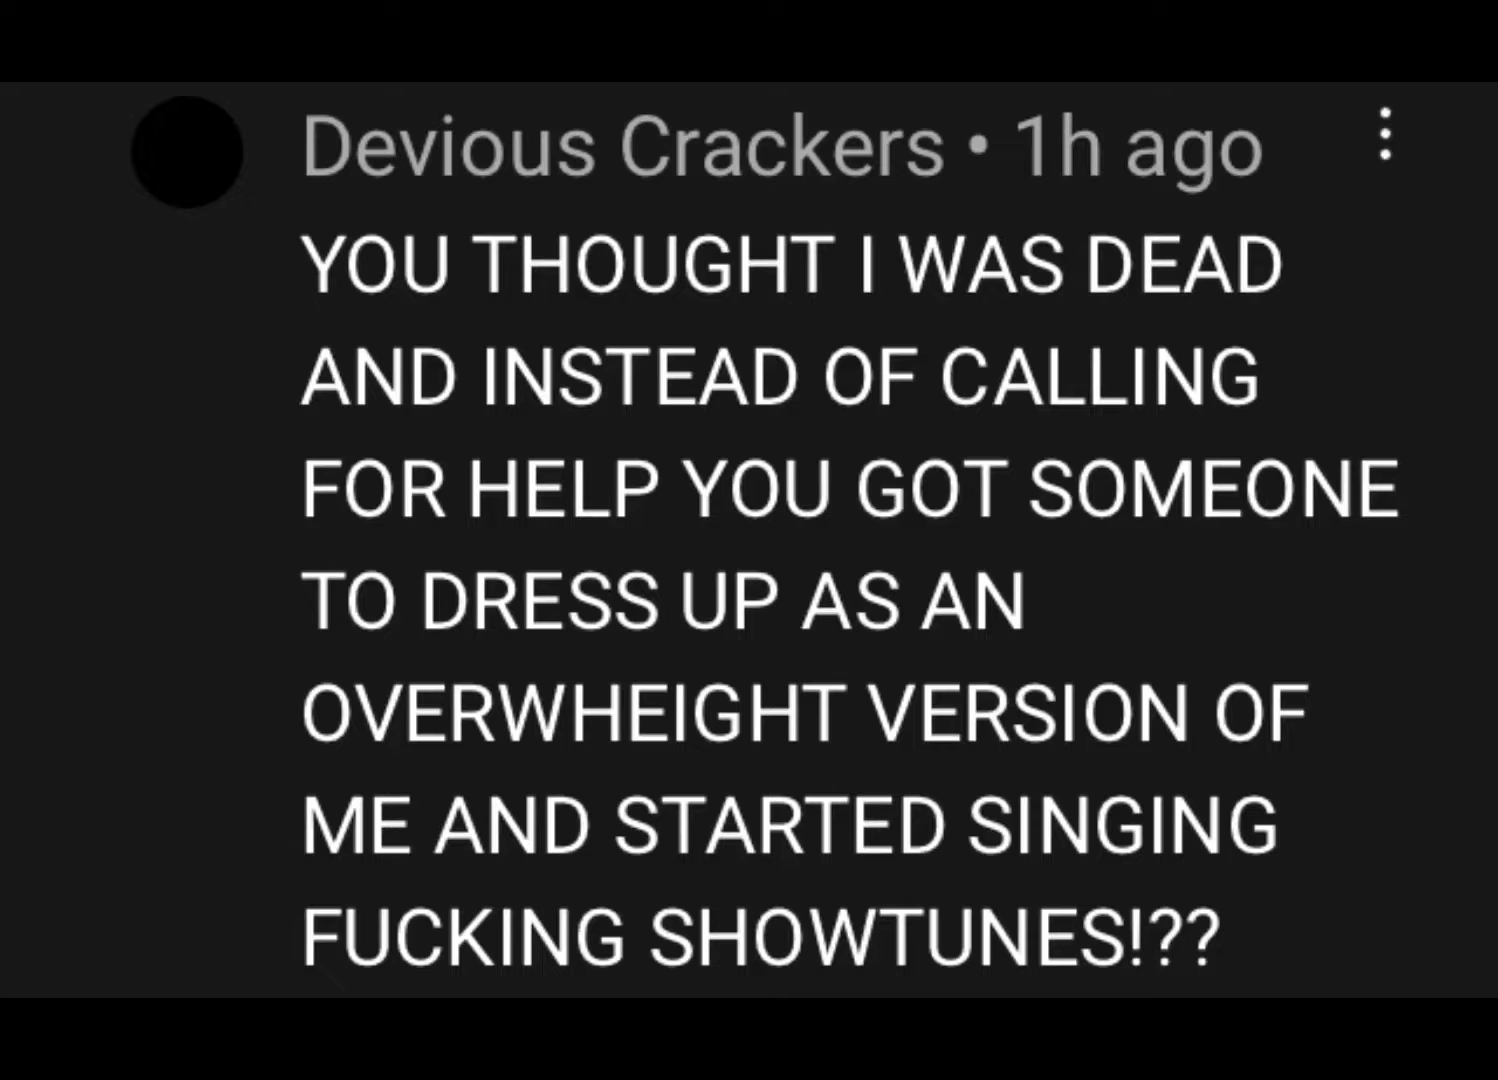 Devious Crackers • 1h ago
YOU THOUGHT I WAS DEAD
AND INSTEAD OF CALLING
FOR HELP YOU GOT SOMEONE
TO DRESS UP AS AN
OVERWHEIGHT VERSION OF
ME AND STARTED SINGING
FUCKING SHOWTUNES!??